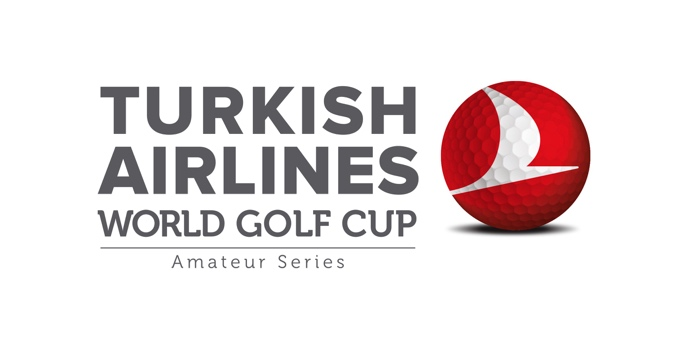 TURKISH
AIRLINES
WORLD GOLF CUP
Amateur Series